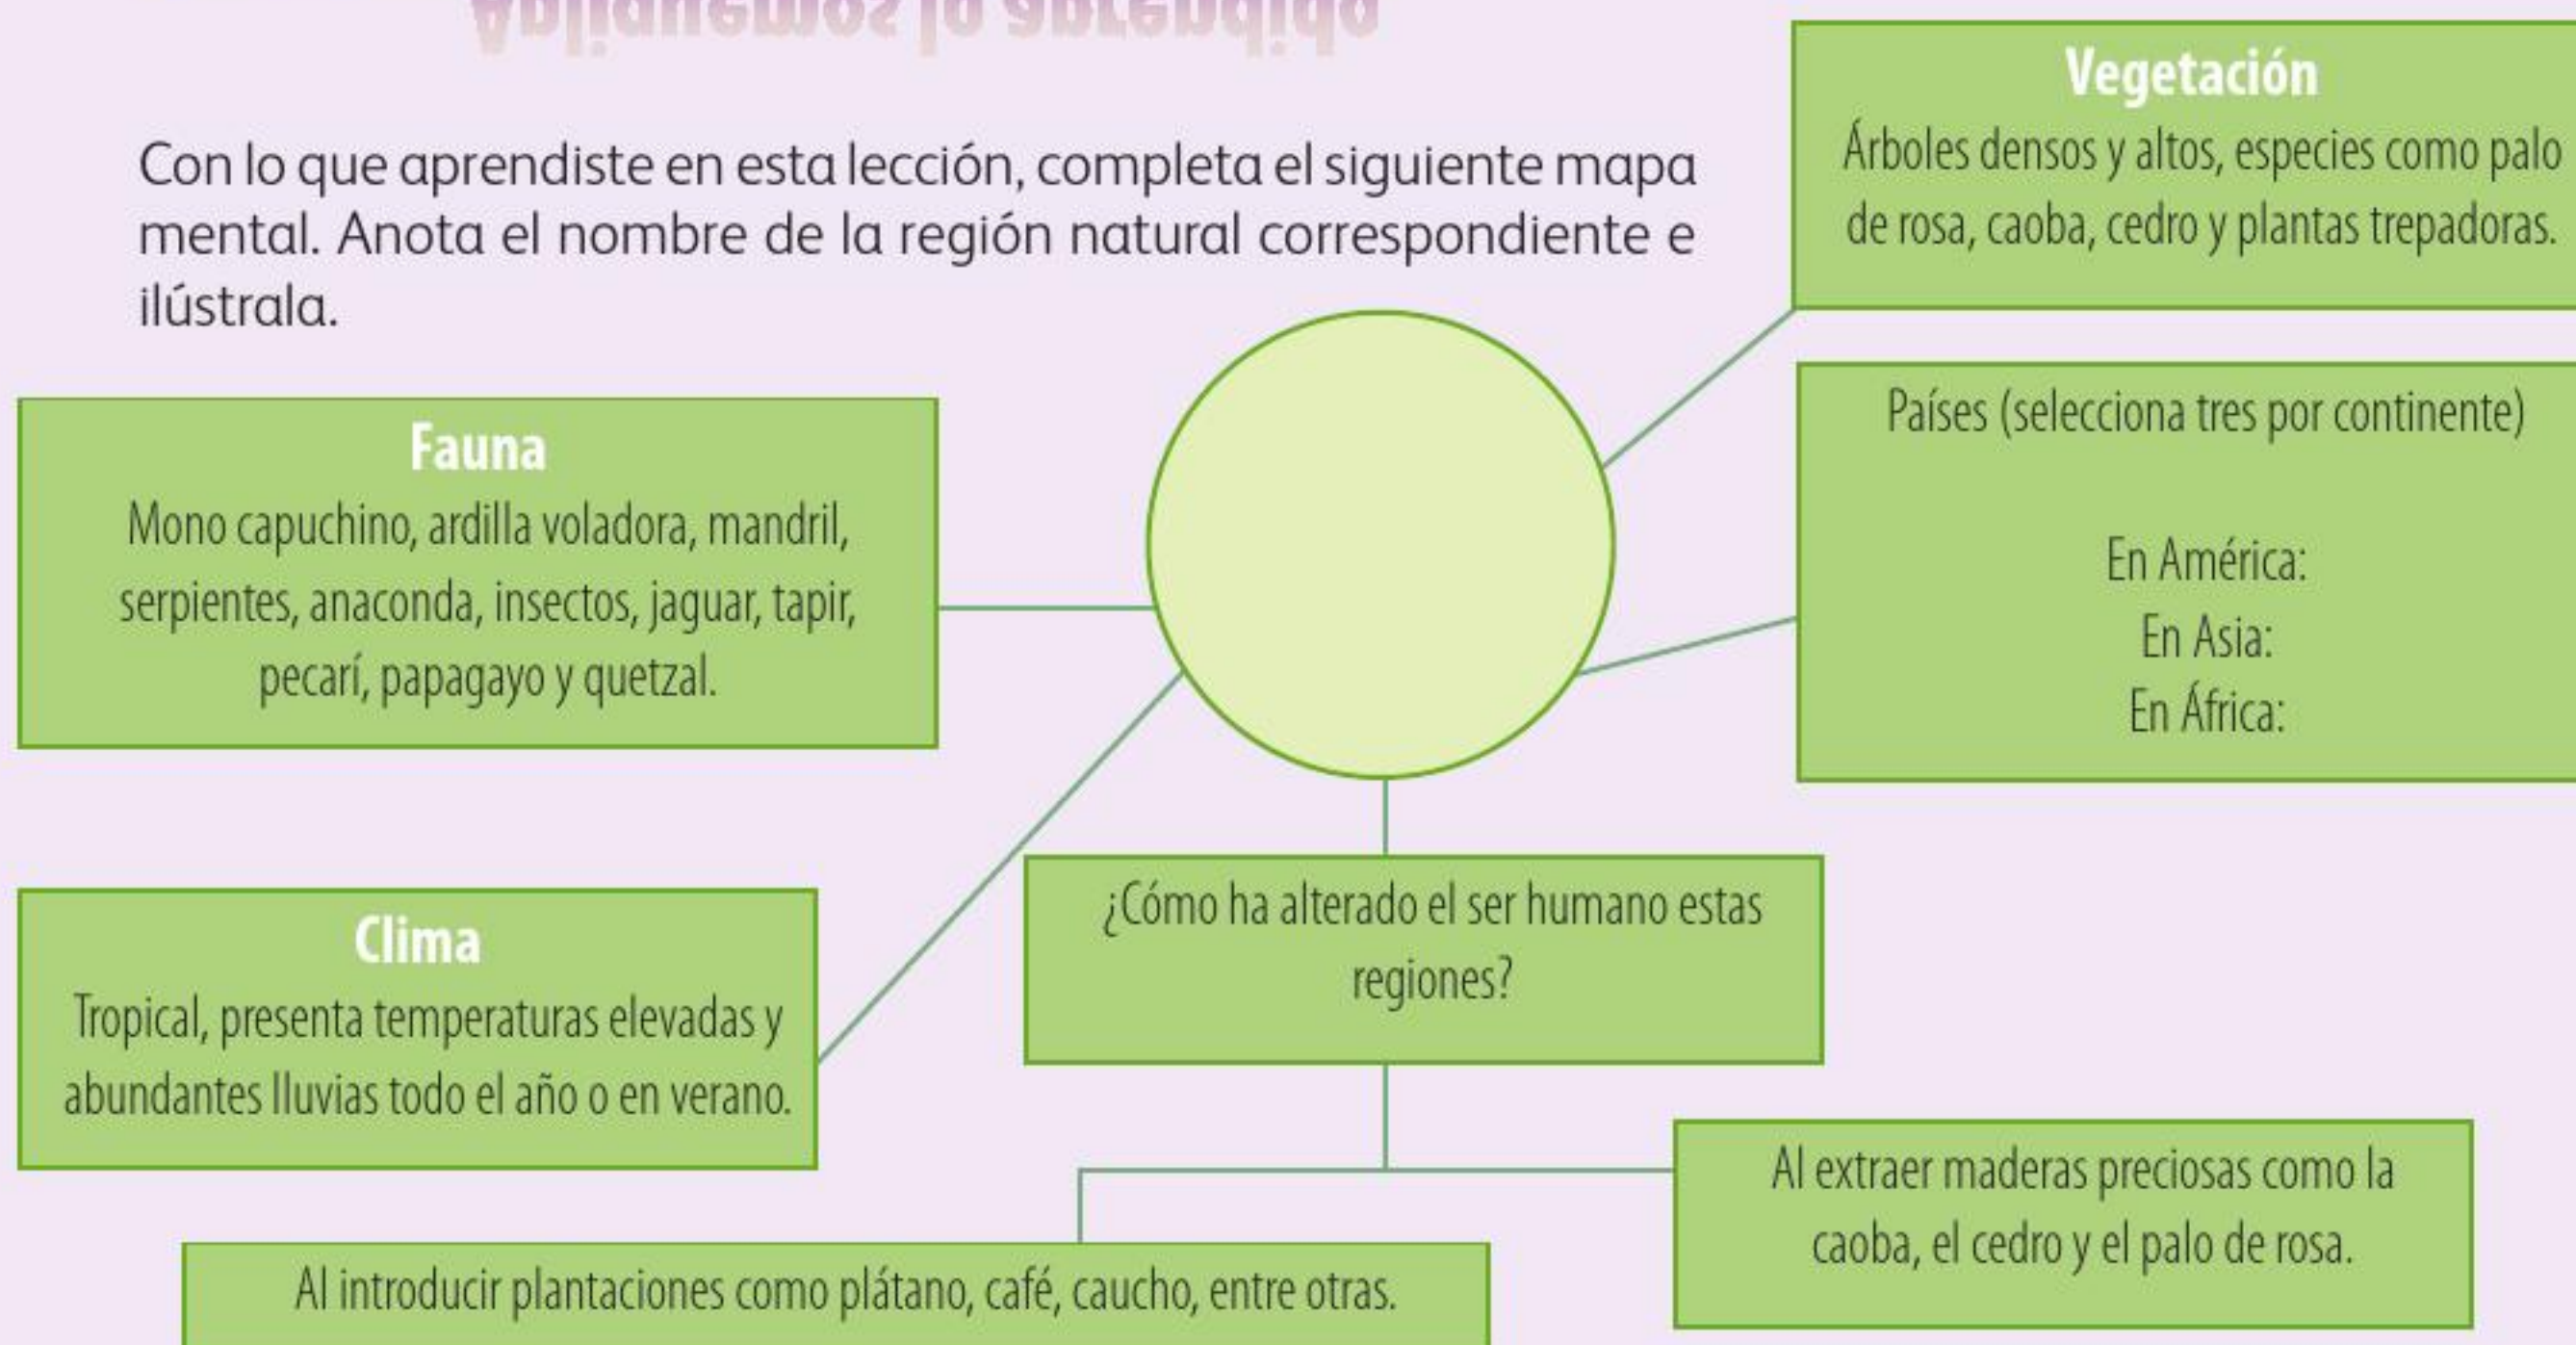 Apliquemos lo aprendido
Con lo que aprendiste en esta lección, completa el siguiente mapa
mental. Anota el nombre de la región natural correspondiente e
ilústrala.
Vegetación
Árboles densos y altos, especies como palo
de rosa, caoba, cedro y plantas trepadoras.
Países (selecciona tres por continente)
En América:
En Asia:
En África:
Fauna
Mono capuchino, ardilla voladora, mandril,
serpientes, anaconda, insectos, jaguar, tapir,
pecarí, papagayo y quetzal.
Clima
Tropical, presenta temperaturas elevadas y
abundantes lluvias todo el año o en verano.
¿Cómo ha alterado el ser humano estas
regiones?
Al extraer maderas preciosas como la
caoba, el cedro y el palo de rosa.
Al introducir plantaciones como plátano, café, caucho, entre otras.